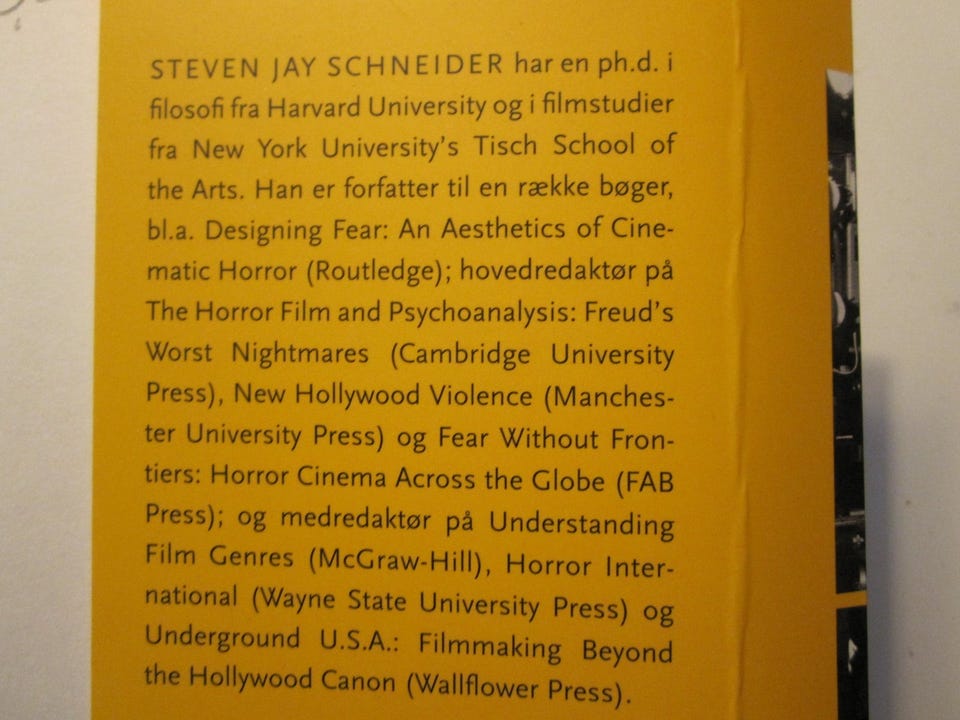 STEVEN JAY SCHNEIDER har en ph.d. i
filosofi fra Harvard University og i filmstudier
fra New York University's Tisch School of
the Arts. Han er forfatter til en række bøger,
bl.a. Designing Fear: An Aesthetics of Cine-
matic Horror (Routledge); hovedredaktør på
The Horror Film and Psychoanalysis: Freud's
Worst Nightmares (Cambridge University
Press), New Hollywood Violence (Manches-
ter University Press) og Fear Without Fron-
tiers: Horror Cinema Across the Globe (FAB
Press); og medredaktør på Understanding
Film Genres (McGraw-Hill), Horror Inter-
national (Wayne State University Press) og
Underground U.S.A.: Filmmaking Beyond
the Hollywood Canon (Wallflower Press).